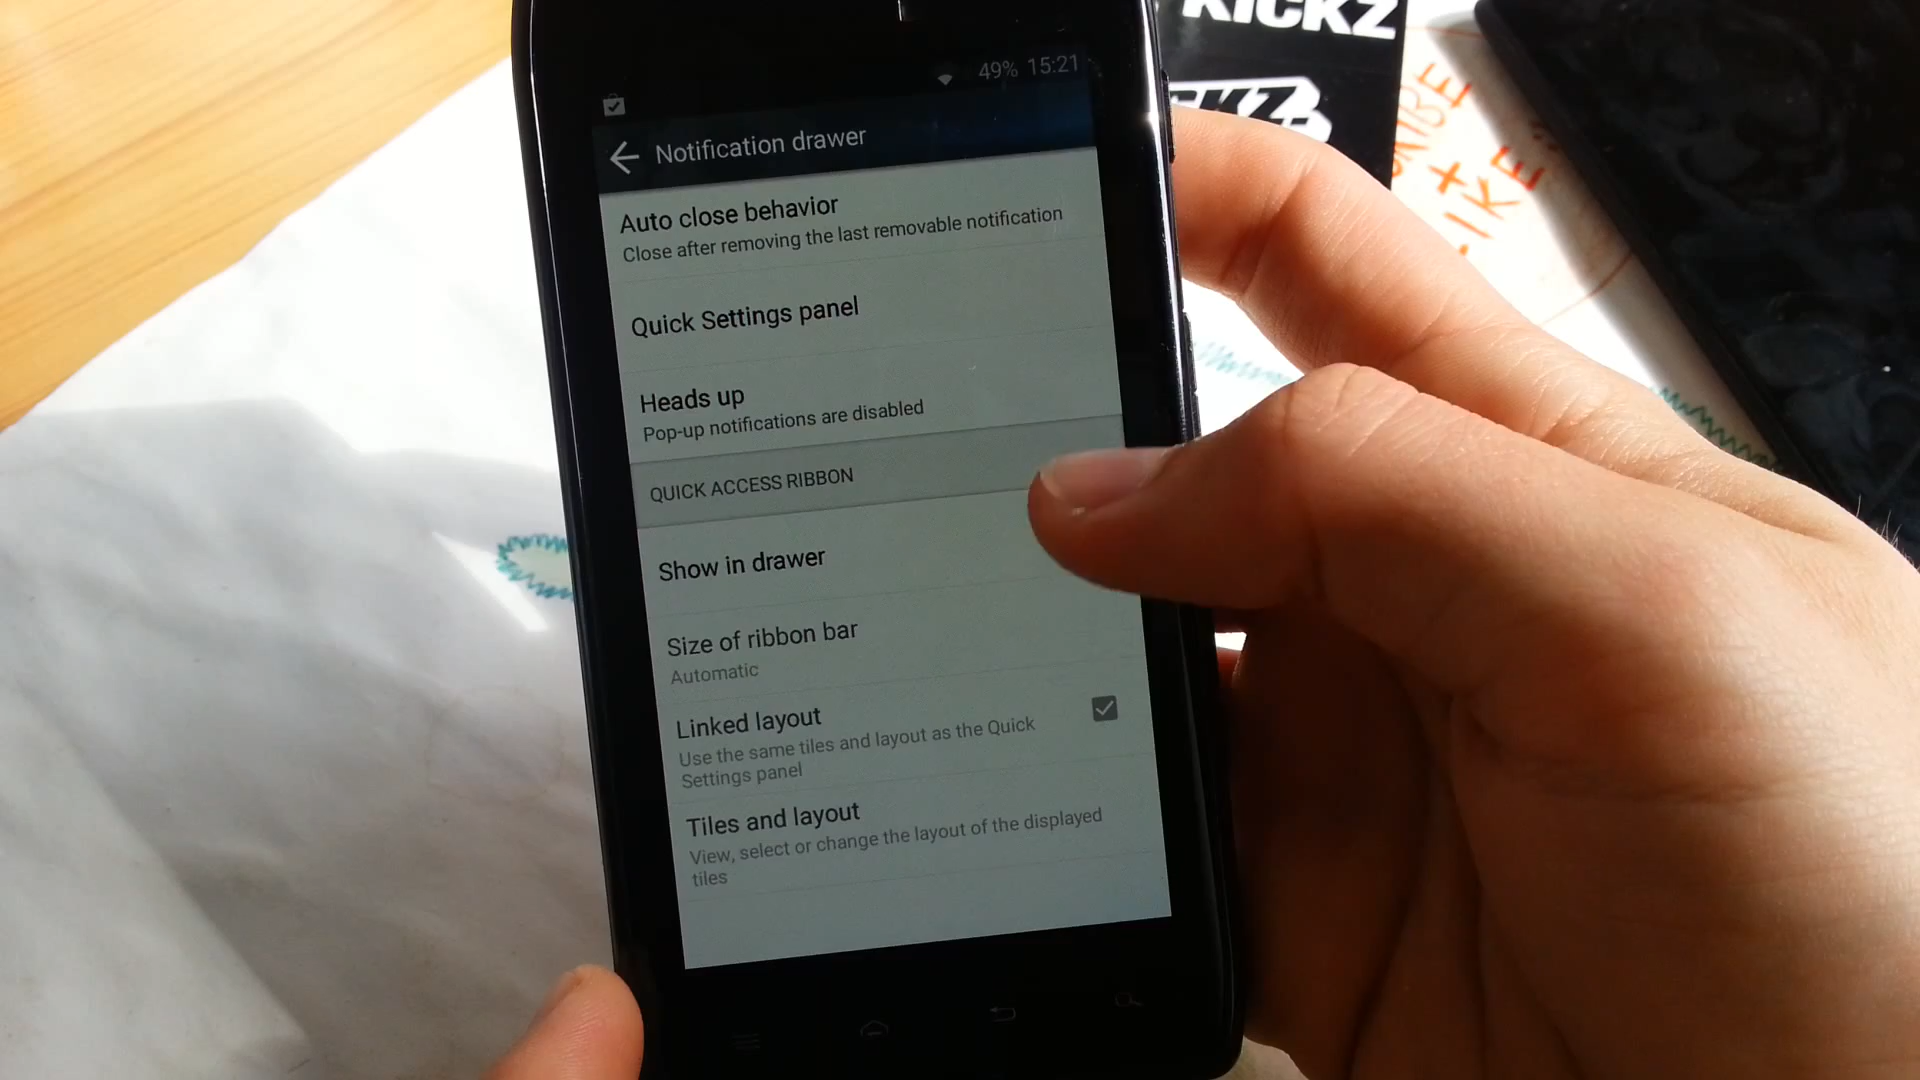 KICKZ
49% 15:21
Notification drawer
Auto close behavior
Close after removing the last removable notification
Quick Settings panel
Heads up
Pop-up notifications are disabled
QUICK ACCESS RIBBON
Show in drawer
Size of ribbon bar
Automatic
Linked layout
Use the same tiles and layout as the Quick
Settings panel
Tiles and layout
View, select or change the layout of the displayed
tiles
+